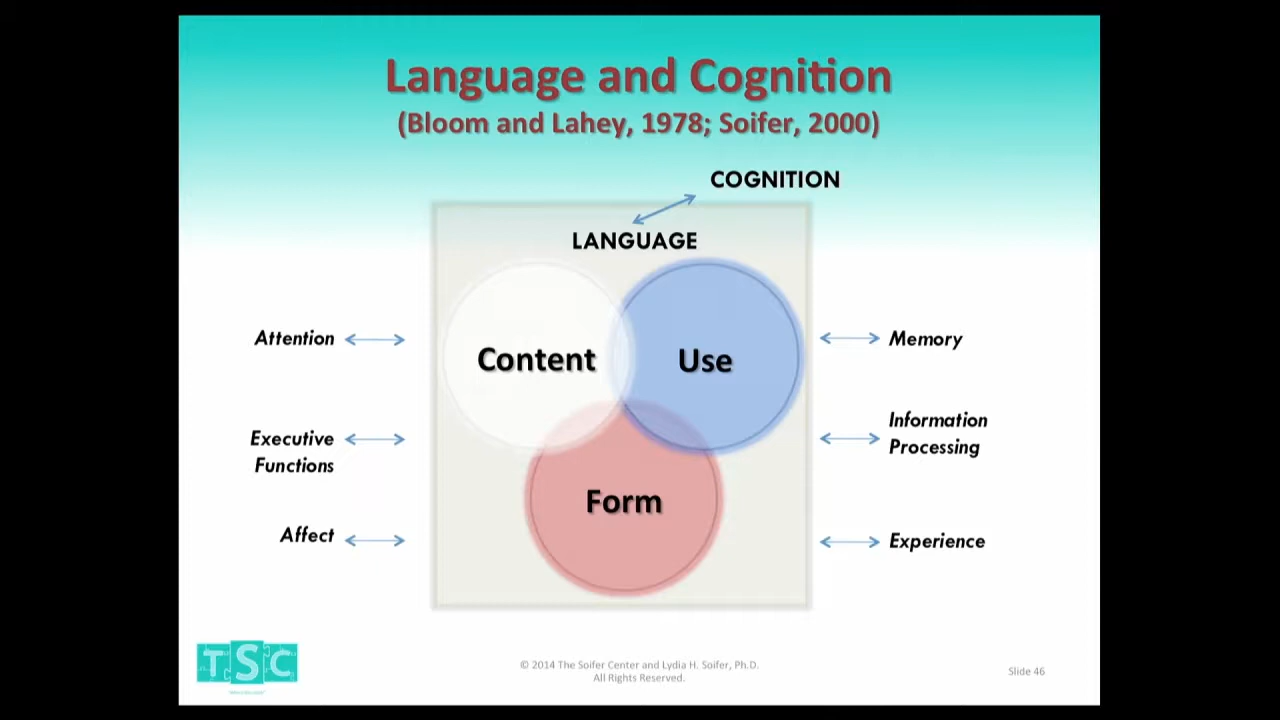 Language and Cognition
(Bloom and Lahey, 1978; Soifer, 2000)
COGNITION
LANGUAGE
Content
Use
Form
Attention
Executive
Functions
Affect
Memory
Information
Processing
Experience
TSC
© 2014 The Soifer Center and Lydia H. Soifer, Ph.D.
All Rights Reserved.
Slide 46